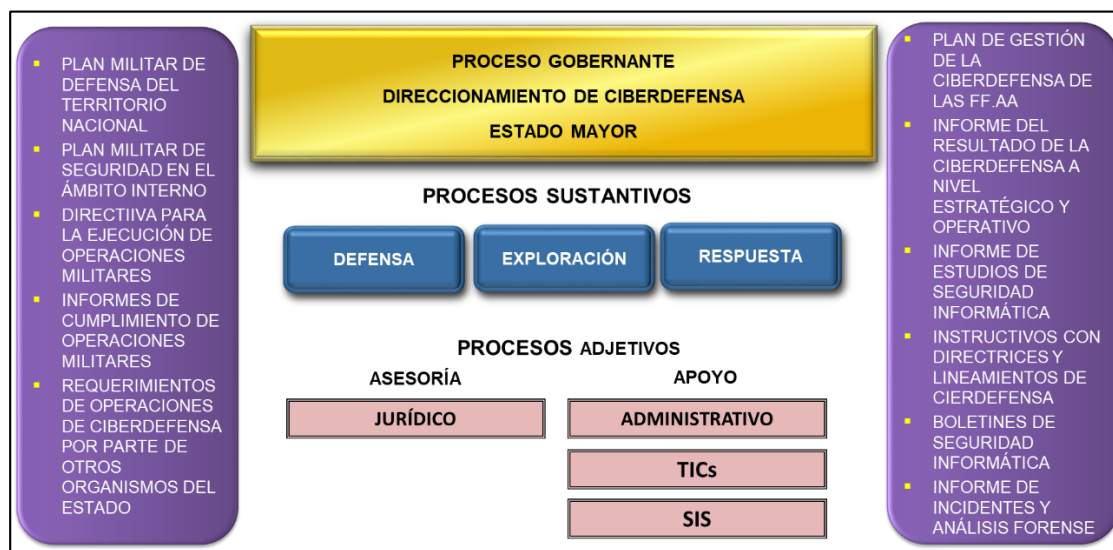 ▪ PLAN MILITAR DE
DEFENSA DEL
TERRITORIO
NACIONAL
▪ PLAN MILITAR DE
SEGURIDAD EN EL
ÁMBITO INTERNO
▪ DIRECTIIVA PARA
LA EJECUCIÓN DE
OPERACIONES
MILITARES
▪ INFORMES DE
CUMPLIMIENTO DE
OPERACIONES
MILITARES
▪ REQUERIMIENTOS
DE OPERACIONES
DE CIBERDEFENSA
POR PARTE DE
OTROS
ORGANISMOS DEL
ESTADO
PROCESO GOBERNANTE
DIRECCIONAMIENTO DE CIBERDEFENSA
ESTADO MAYOR
PROCESOS SUSTANTIVOS
DEFENSA
EXPLORACIÓN
RESPUESTA
PROCESOS ADJETIVOS
ASESORÍA
JURÍDICO
APOYO
ADMINISTRATIVO
TICs
SIS
▪ PLAN DE GESTIÓN
DE LA
CIBERDEFENSA DE
LAS FF.AA
▪ INFORME DEL
RESULTADO DE LA
CIBERDEFENSA A
NIVEL
ESTRATÉGICO Y
OPERATIVO
▪ INFORME DE
ESTUDIOS DE
SEGURIDAD
INFORMÁTICA
▪ INSTRUCTIVOS CON
DIRECTRICES Y
LINEAMIENTOS DE
CIERDEFENSA
▪ BOLETINES DE
SEGURIDAD
INFORMÁTICA
▪ INFORME DE
INCIDENTES Y
ANÁLISIS FORENSE